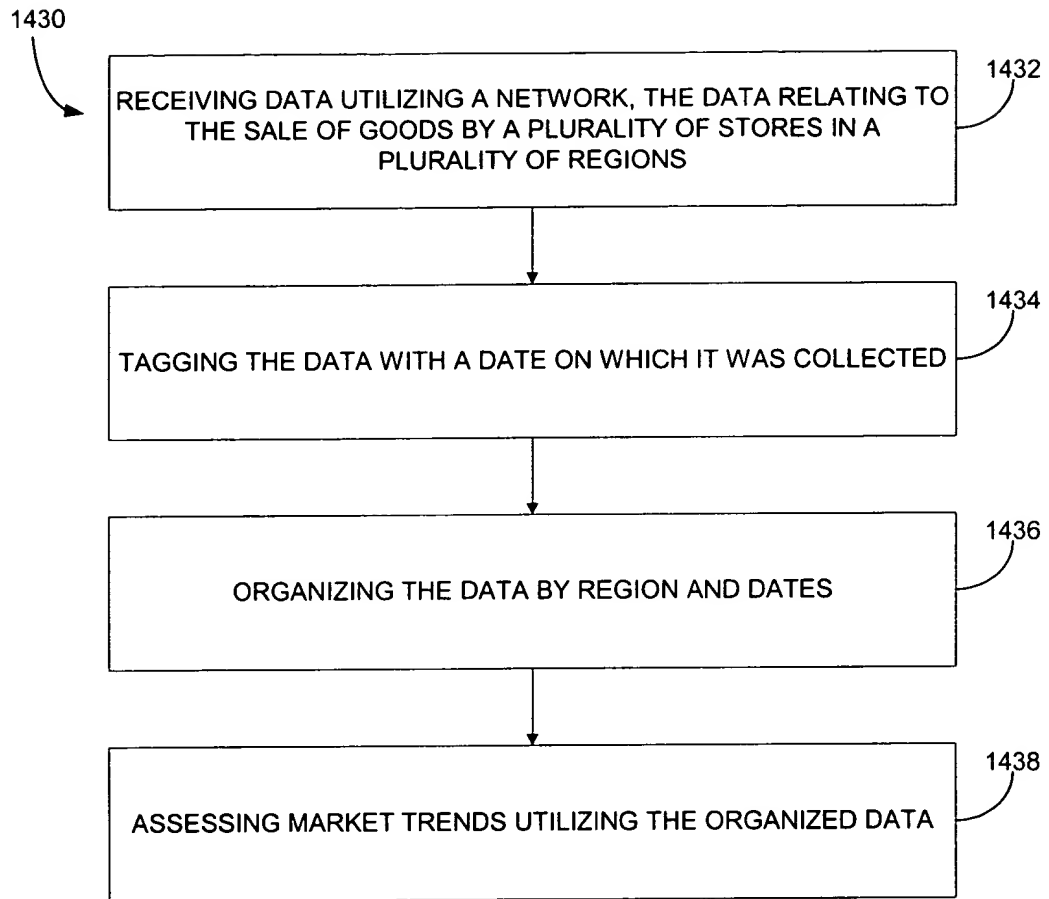 1430
1432
RECEIVING DATA UTILIZING A NETWORK, THE DATA RELATING TO
THE SALE OF GOODS BY A PLURALITY OF STORES IN A
PLURALITY OF REGIONS
1434
TAGGING THE DATA WITH A DATE ON WHICH IT WAS COLLECTED
1436
ORGANIZING THE DATA BY REGION AND DATES
1438
ASSESSING MARKET TRENDS UTILIZING THE ORGANIZED DATA